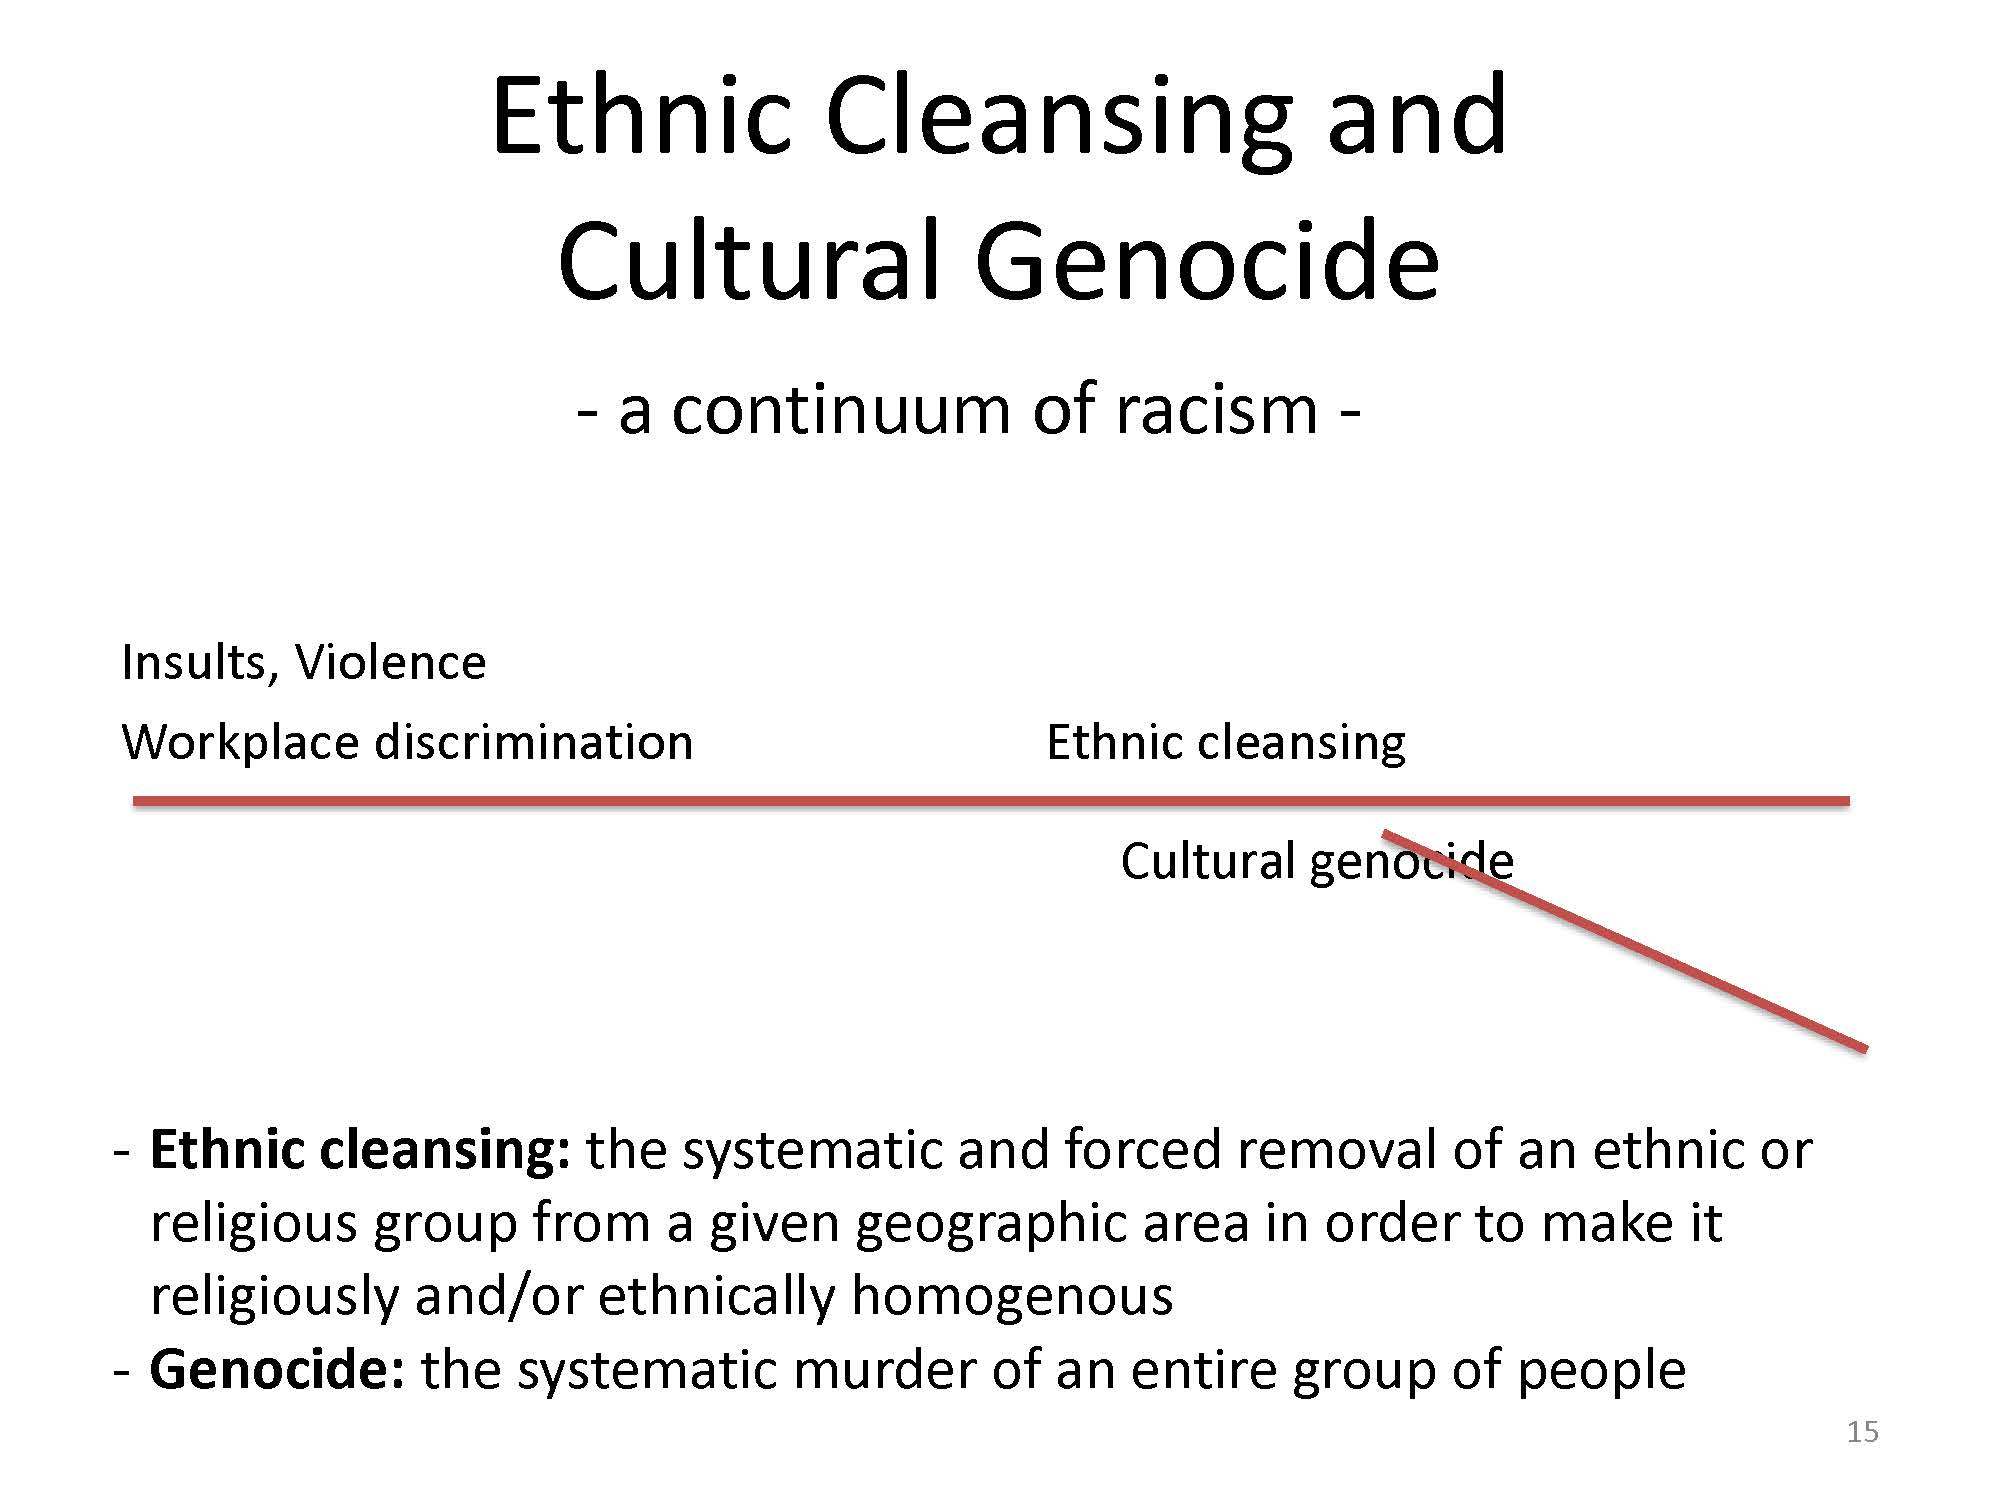 Ethnic Cleansing and
Cultural Genocide
- a continuum of racism -
Insults, Violence
Workplace discrimination
Ethnic cleansing
Cultural genocide
- Ethnic cleansing: the systematic and forced removal of an ethnic or
religious group from a given geographic area in order to make it
religiously and/or ethnically homogenous
- Genocide: the systematic murder of an entire group of people
15